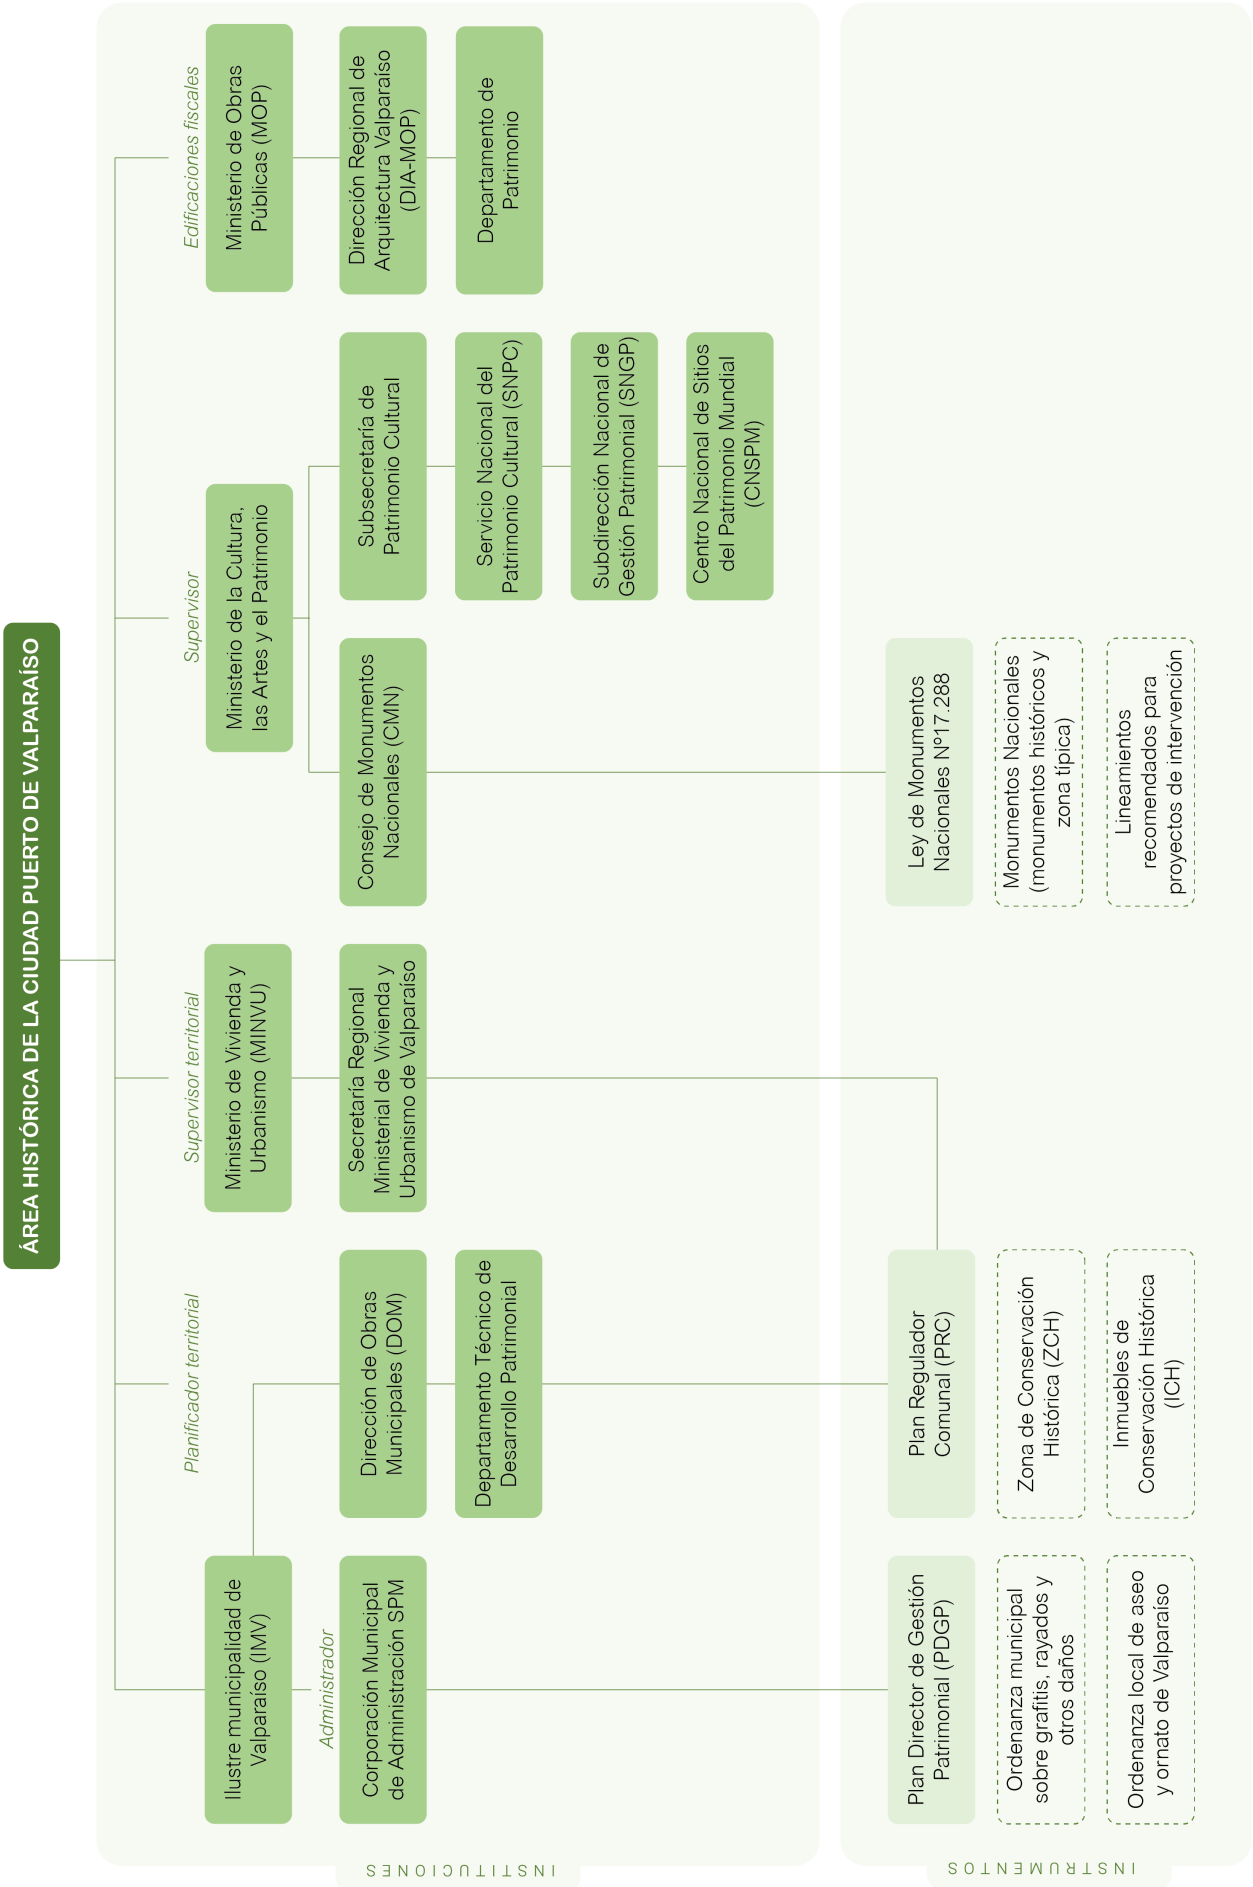 ÁREA HISTÓRICA DE LA CIUDAD PUERTO DE VALPARAÍSO
INSTITUCIONES
Ilustre municipalidad de
Valparaíso (IMV)
Administrador
Corporación Municipal
de Administración SPM
Planificador territorial
Dirección de Obras
Municipales (DOM)
Departamento Técnico de
Desarrollo Patrimonial
Supervisor territorial
Ministerio de Vivienda y
Urbanismo (MINVU)
Secretaría Regional
Ministerial de Vivienda y
Urbanismo de Valparaíso
Supervisor
Ministerio de la Cultura,
las Artes y el Patrimonio
Consejo de Monumentos
Nacionales (CMN)
Subsecretaría de
Patrimonio Cultural
Servicio Nacional del
Patrimonio Cultural (SNPC)
Subdirección Nacional de
Gestión Patrimonial (SNGP)
Centro Nacional de Sitios
del Patrimonio Mundial
(CNSPM)
Edificaciones fiscales
Ministerio de Obras
Públicas (MOP)
Dirección Regional de
Arquitectura Valparaíso
(DIA-MOP)
Departamento de
Patrimonio
INSTRUMENTOS
Plan Director de Gestión
Patrimonial (PDGP)
Ordenanza municipal
sobre grafitis, rayados y
otros daños
Ordenanza local de aseo
y ornato de Valparaíso
Plan Regulador
Comunal (PRC)
Zona de Conservación
Histórica (ZCH)
Inmuebles de
Conservación Histórica
(ICH)
Ley de Monumentos
Nacionales Nº17.288
Monumentos Nacionales
(monumentos históricos y
zona típica)
Lineamientos
recomendados para
proyectos de intervención